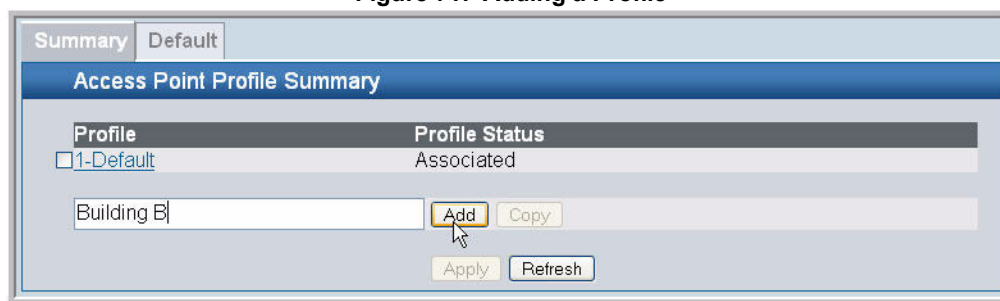 Summary Default
Access Point Profile Summary
Profile Profile Status
1-Default Associated
Building B Add Copy
Apply Refresh